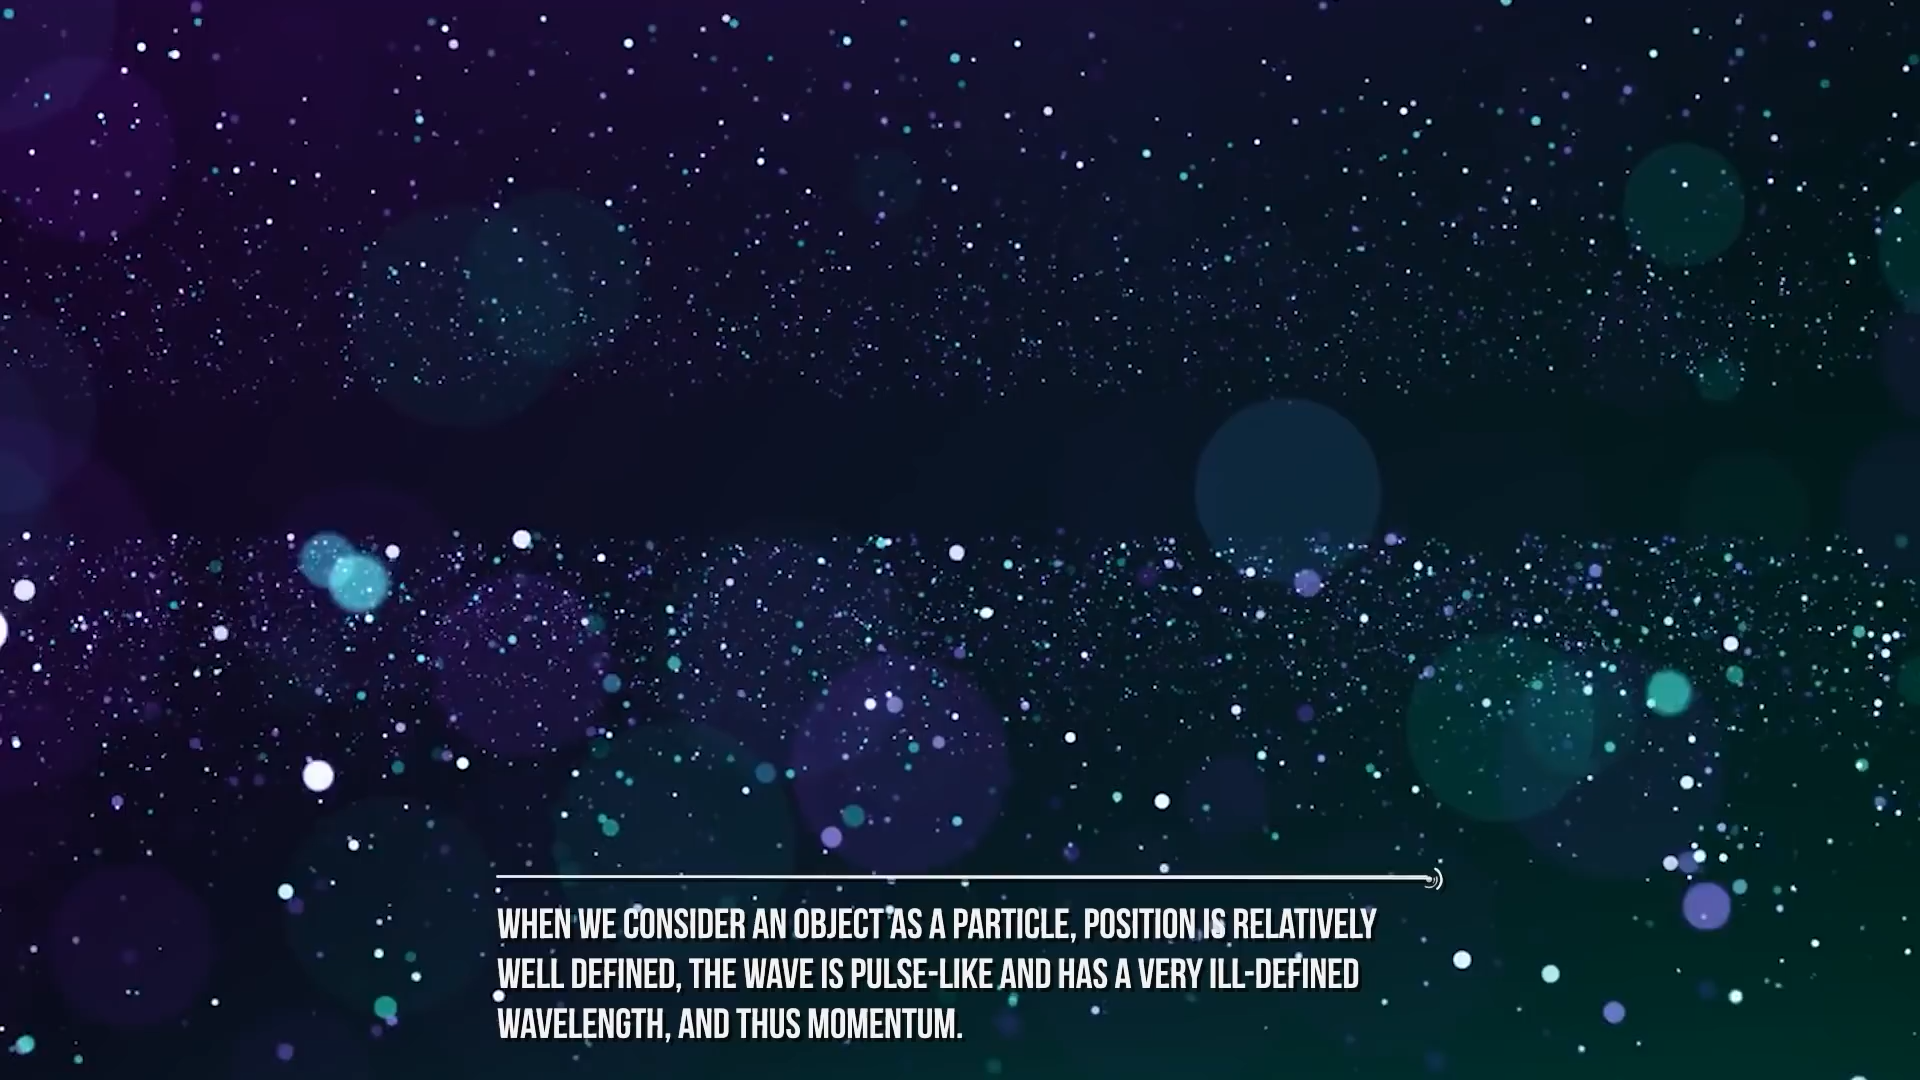 WHEN WE CONSIDER AN OBJECT AS A PARTICLE, POSITION IS RELATIVELY
WELL DEFINED, THE WAVE IS PULSE-LIKE AND HAS A VERY ILL-DEFINED
WAVELENGTH, AND THUS MOMENTUM.